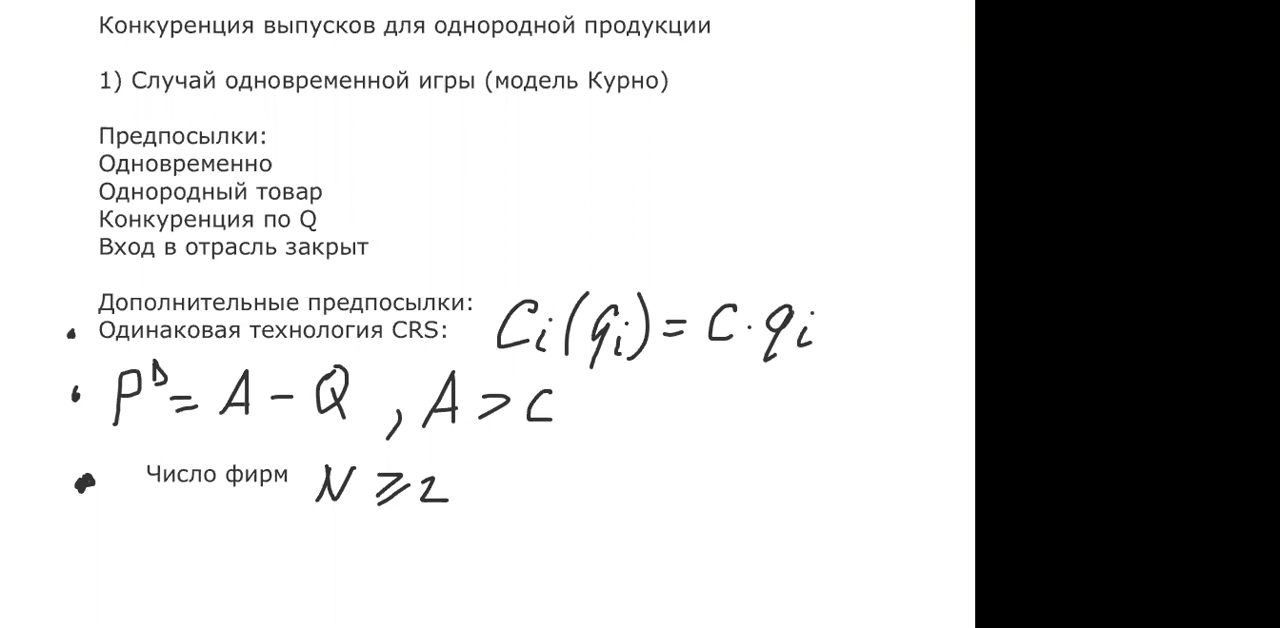 Конкуренция выпусков для однородной продукции
1) Случай одновременной игры (модель Курно)
Предпосылки:
Одновременно
Однородный товар
Конкуренция по Q
Вход в отрасль закрыт
Дополнительные предпосылки:
• Одинаковая технология CRS: Ci(qi) = c·qi
• P^D = A - Q, A > c
• Число фирм N ⩾ 2